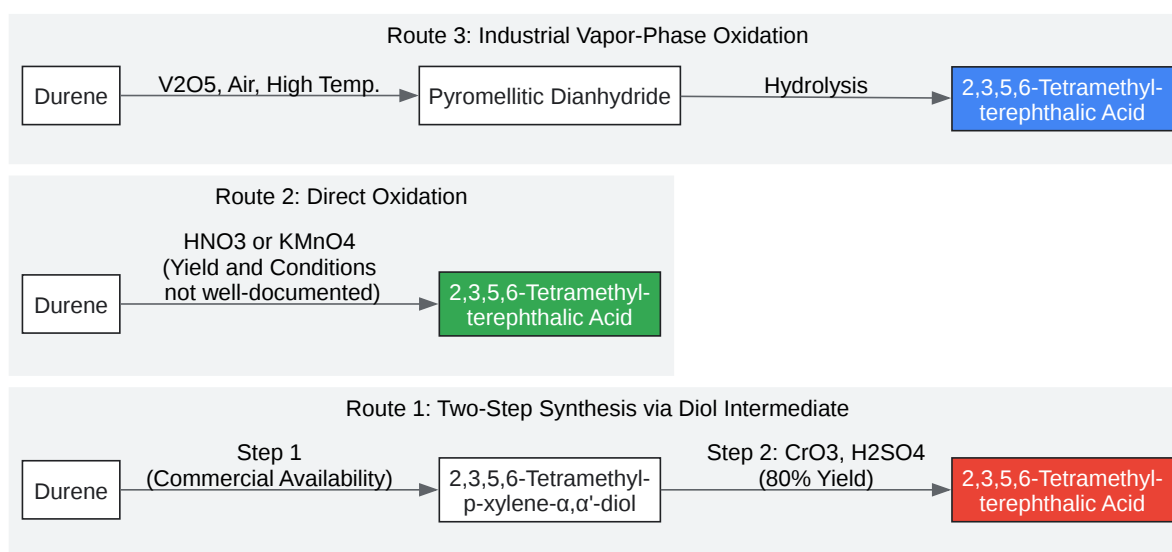 Route 3: Industrial Vapor-Phase Oxidation
Durene
V2O5, Air, High Temp.
Pyromellitic Dianhydride
Hydrolysis
2,3,5,6-Tetramethyl-
terephthalic Acid
Route 2: Direct Oxidation
Durene
HNO3 or KMnO4
(Yield and Conditions
not well-documented)
2,3,5,6-Tetramethyl-
terephthalic Acid
Route 1: Two-Step Synthesis via Diol Intermediate
Durene
Step 1
(Commercial Availability)
2,3,5,6-Tetramethyl-
p-xylene-α,α'-diol
Step 2: CrO3, H2SO4
(80% Yield)
2,3,5,6-Tetramethyl-
terephthalic Acid